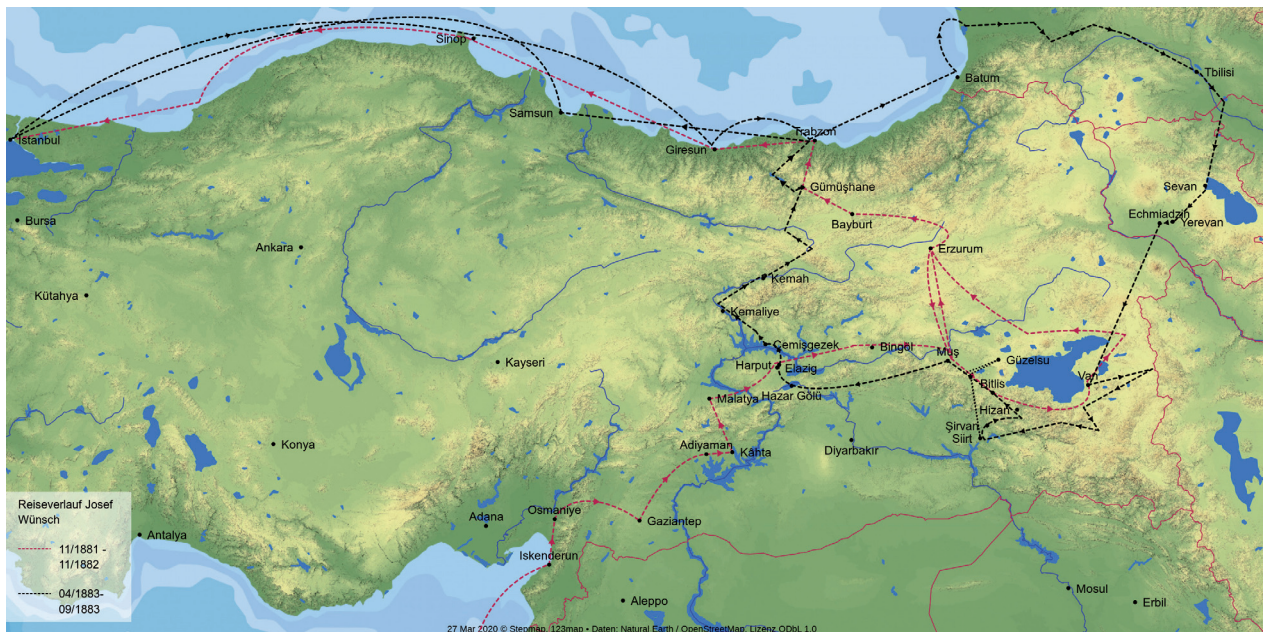 Sinop
Tbilisi
Batum
Samsun
Trabzon
Istanbul
Giresun
Gümüşhane
Sevan
Echmiadzin
Yerevan
Bursa
Bayburt
Ankara
Erzurum
Kemah
Kütahya
Kemaliye
Çemişgezek
Bingöl
Muş
Güzelsu
Kayseri
Harput
Elazig
Van
Bitlis
Hazar Gölü
Malatya
Hizan
Şirvan
Siirt
Konya
Adiyaman
Kâhta
Diyarbakır
Reiseverlauf Josef
Wünsch
11/1881 -
11/1882
04/1883-
09/1883
Osmaniye
Adana
Gaziantep
Antalya
Iskenderun
Aleppo
Mosul
Erbil
27 Mar 2020 © Stepmap, 123map • Daten: Natural Earth / OpenStreetMap, Lizenz ODbL 1.0